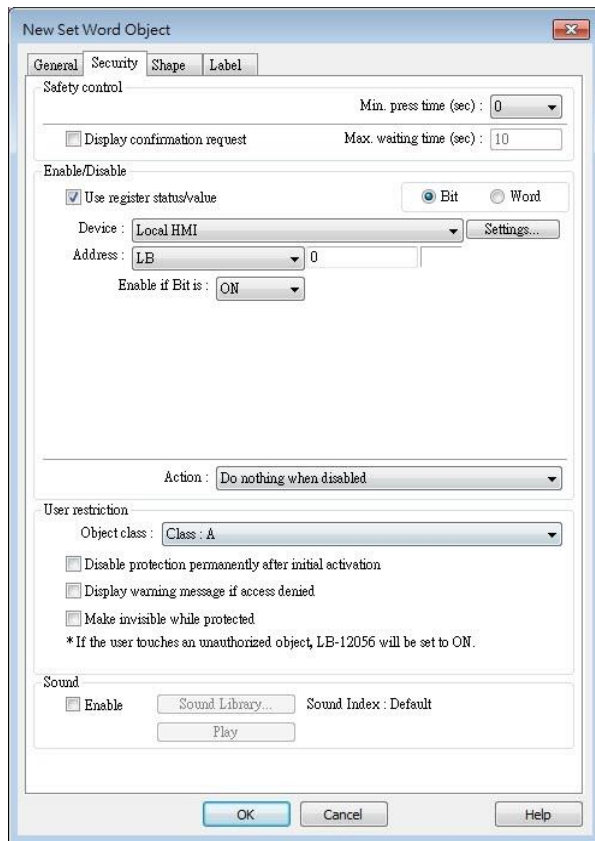 New Set Word Object
General Security Shape Label
Safety control
Min. press time (sec) : 0
Display confirmation request Max. waiting time (sec) : 10
Enable/Disable
Use register status/value Bit Word
Device : Local HMI Settings...
Address : LB 0
Enable if Bit is : ON
Action : Do nothing when disabled
User restriction
Object class : Class : A
Disable protection permanently after initial activation
Display warning message if access denied
Make invisible while protected
* If the user touches an unauthorized object, LB-12056 will be set to ON.
Sound
Enable Sound Library... Sound Index : Default
Play
OK Cancel Help